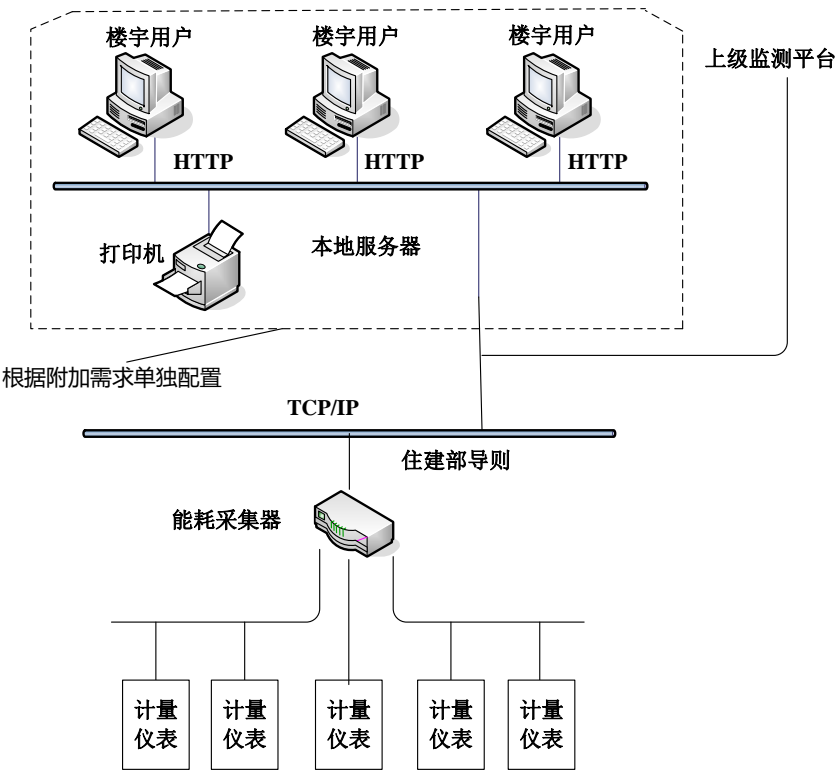 楼宇用户
楼宇用户
楼宇用户
上级监测平台
HTTP
HTTP
HTTP
打印机
本地服务器
根据附加需求单独配置
TCP/IP
住建部导则
能耗采集器
计量
仪表
计量
仪表
计量
仪表
计量
仪表
计量
仪表